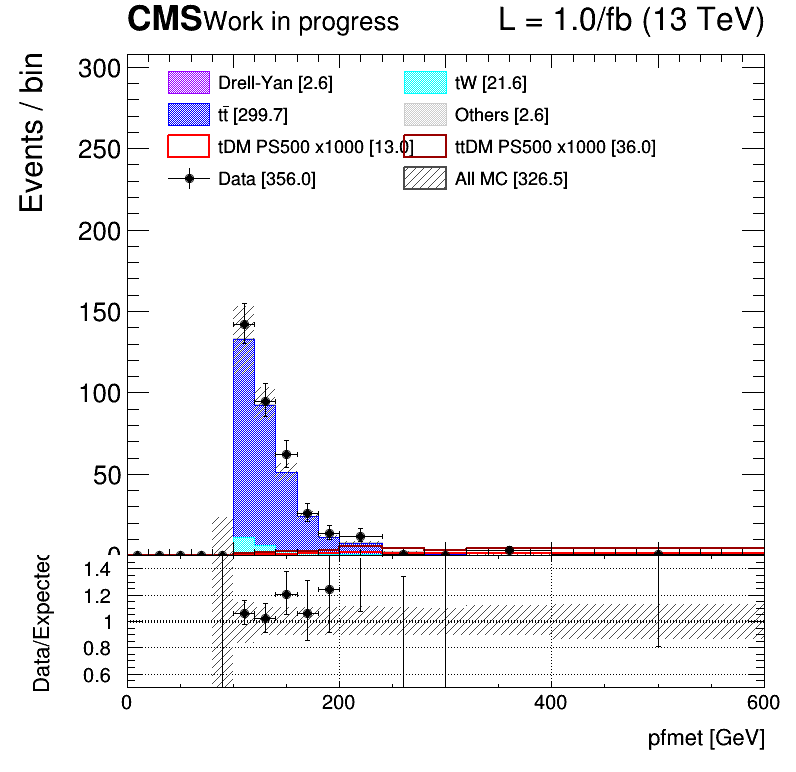 CMS Work in progress L = 1.0/fb (13 TeV)
Events / bin
300
250
200
150
100
50
0
Drell-Yan [2.6] tW [21.6]
tt̄ [299.7] Others [2.6]
tDM PS500 x1000 [13.0] ttDM PS500 x1000 [36.0]
Data [356.0] All MC [326.5]
Data/Expected
1.4
1.2
1
0.8
0.6
0 200 400 600
pfmet [GeV]